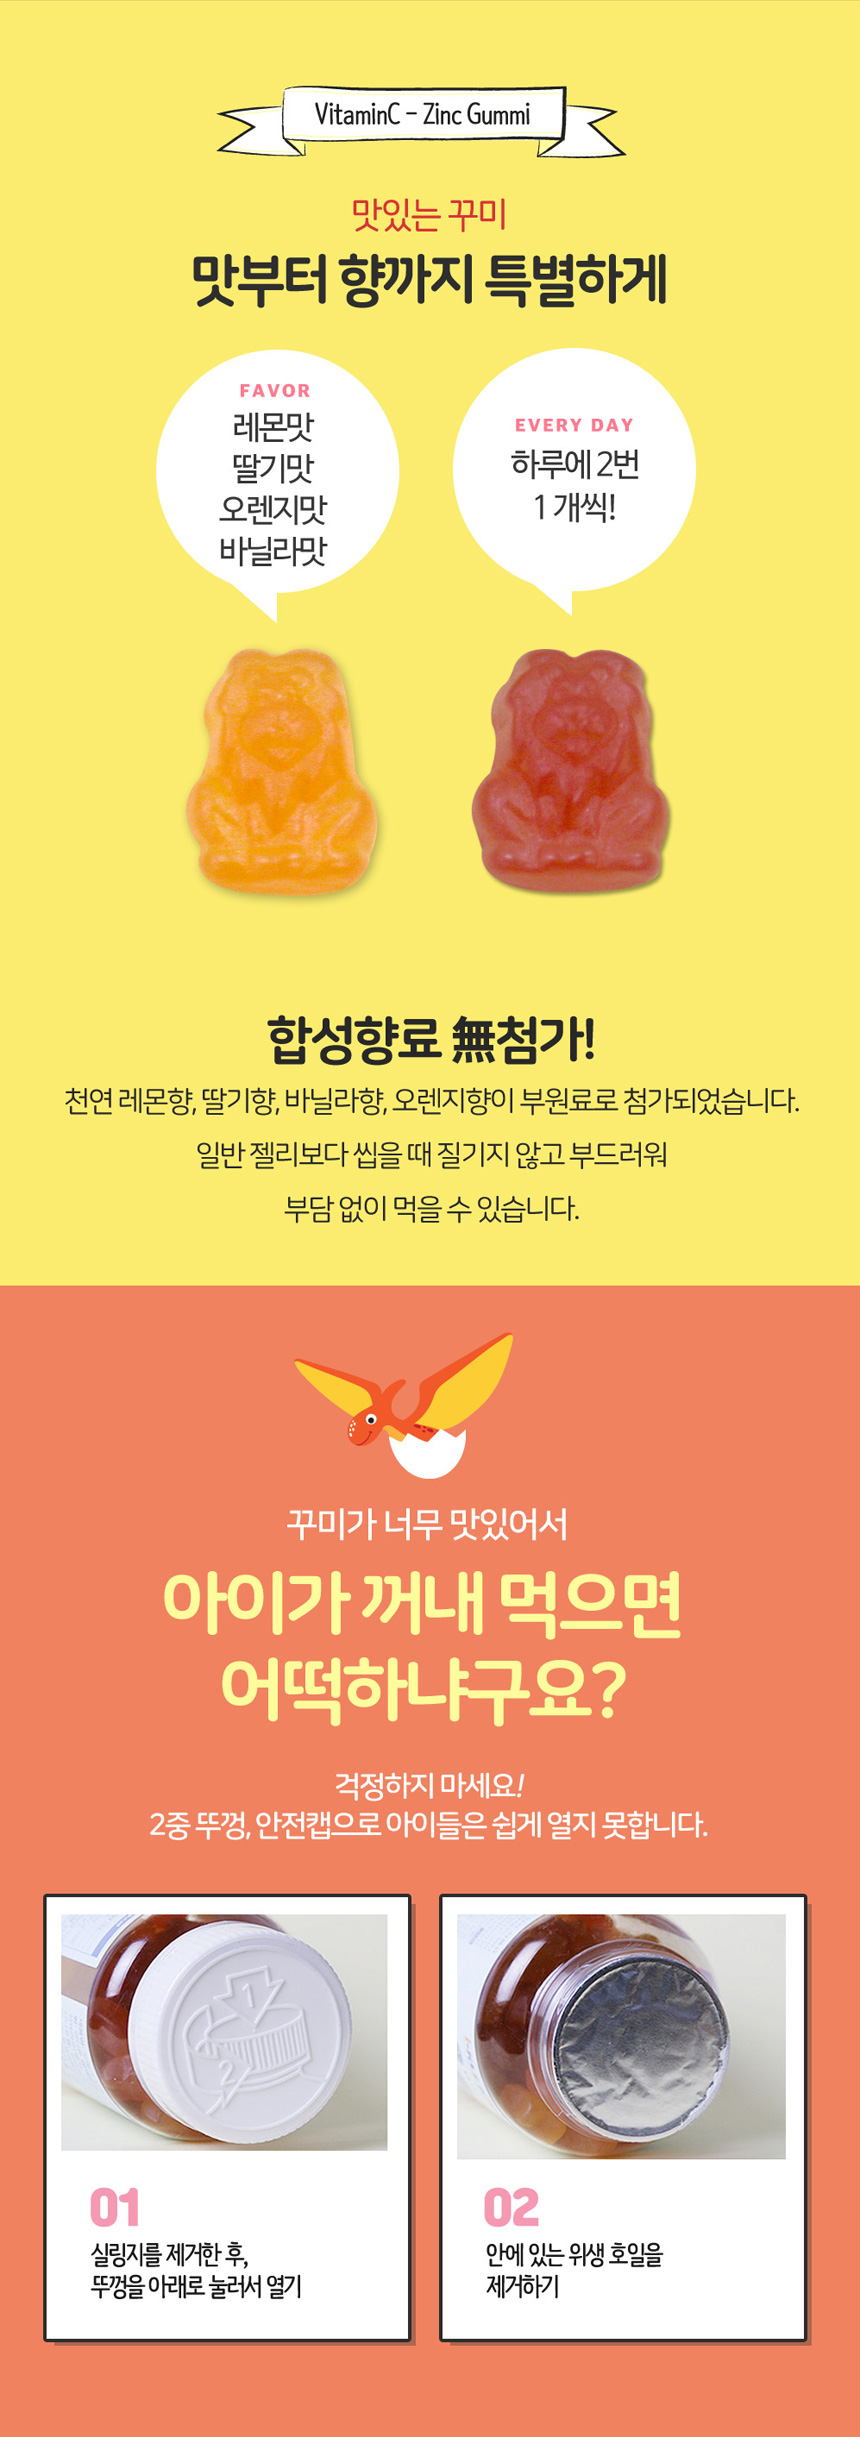 VitaminC - Zinc Gummi
맛있는 꾸미
맛부터 향까지 특별하게
FAVOR
레몬맛
딸기맛
오렌지맛
바닐라맛
EVERY DAY
하루에 2번
1 개씩!
합성향료 無첨가!
천연 레몬향, 딸기향, 바닐라향, 오렌지향이 부원료로 첨가되었습니다.
일반 젤리보다 씹을 때 질기지 않고 부드러워
부담 없이 먹을 수 있습니다.
꾸미가 너무 맛있어서
아이가 꺼내 먹으면
어떡하냐구요?
걱정하지 마세요!
2중 뚜껑, 안전캡으로 아이들은 쉽게 열지 못합니다.
1
2
01
실링지를 제거한 후,
뚜껑을 아래로 눌러서 열기
02
안에 있는 위생 호일을
제거하기